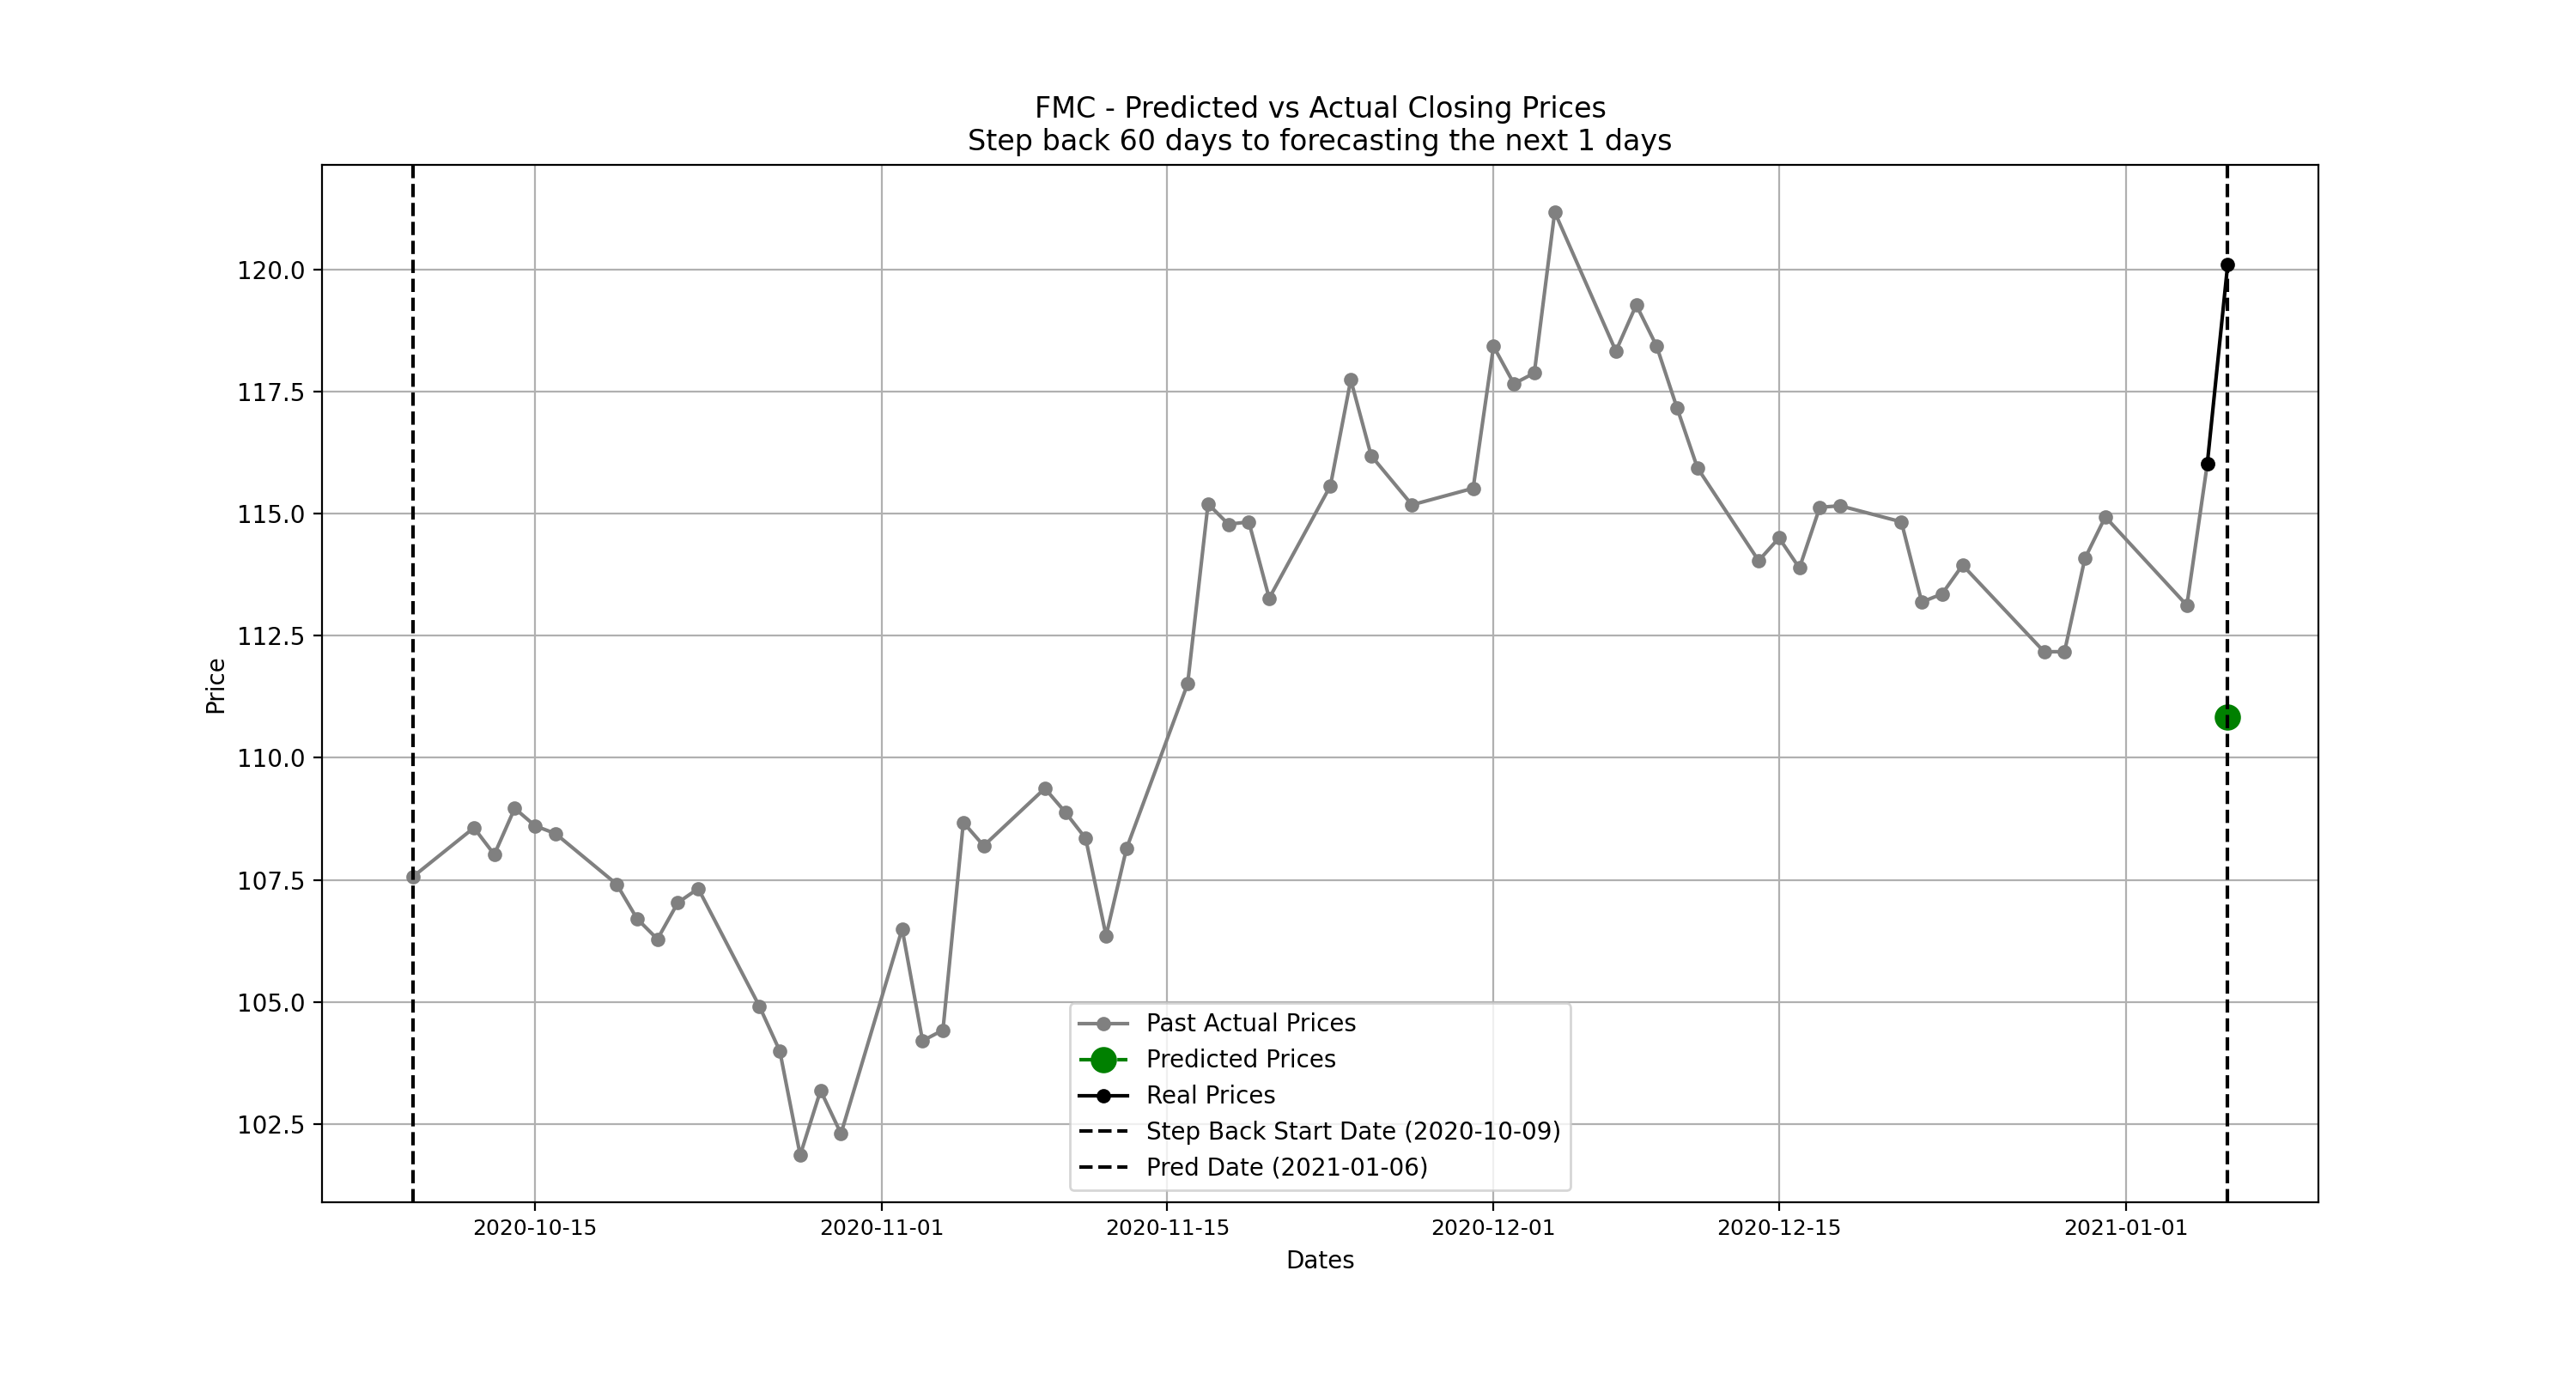 FMC - Predicted vs Actual Closing Prices
Step back 60 days to forecasting the next 1 days
Price
120.0
117.5
115.0
112.5
110.0
107.5
105.0
102.5
Past Actual Prices
Predicted Prices
Real Prices
Step Back Start Date (2020-10-09)
Pred Date (2021-01-06)
2020-10-15
2020-11-01
2020-11-15
2020-12-01
2020-12-15
2021-01-01
Dates